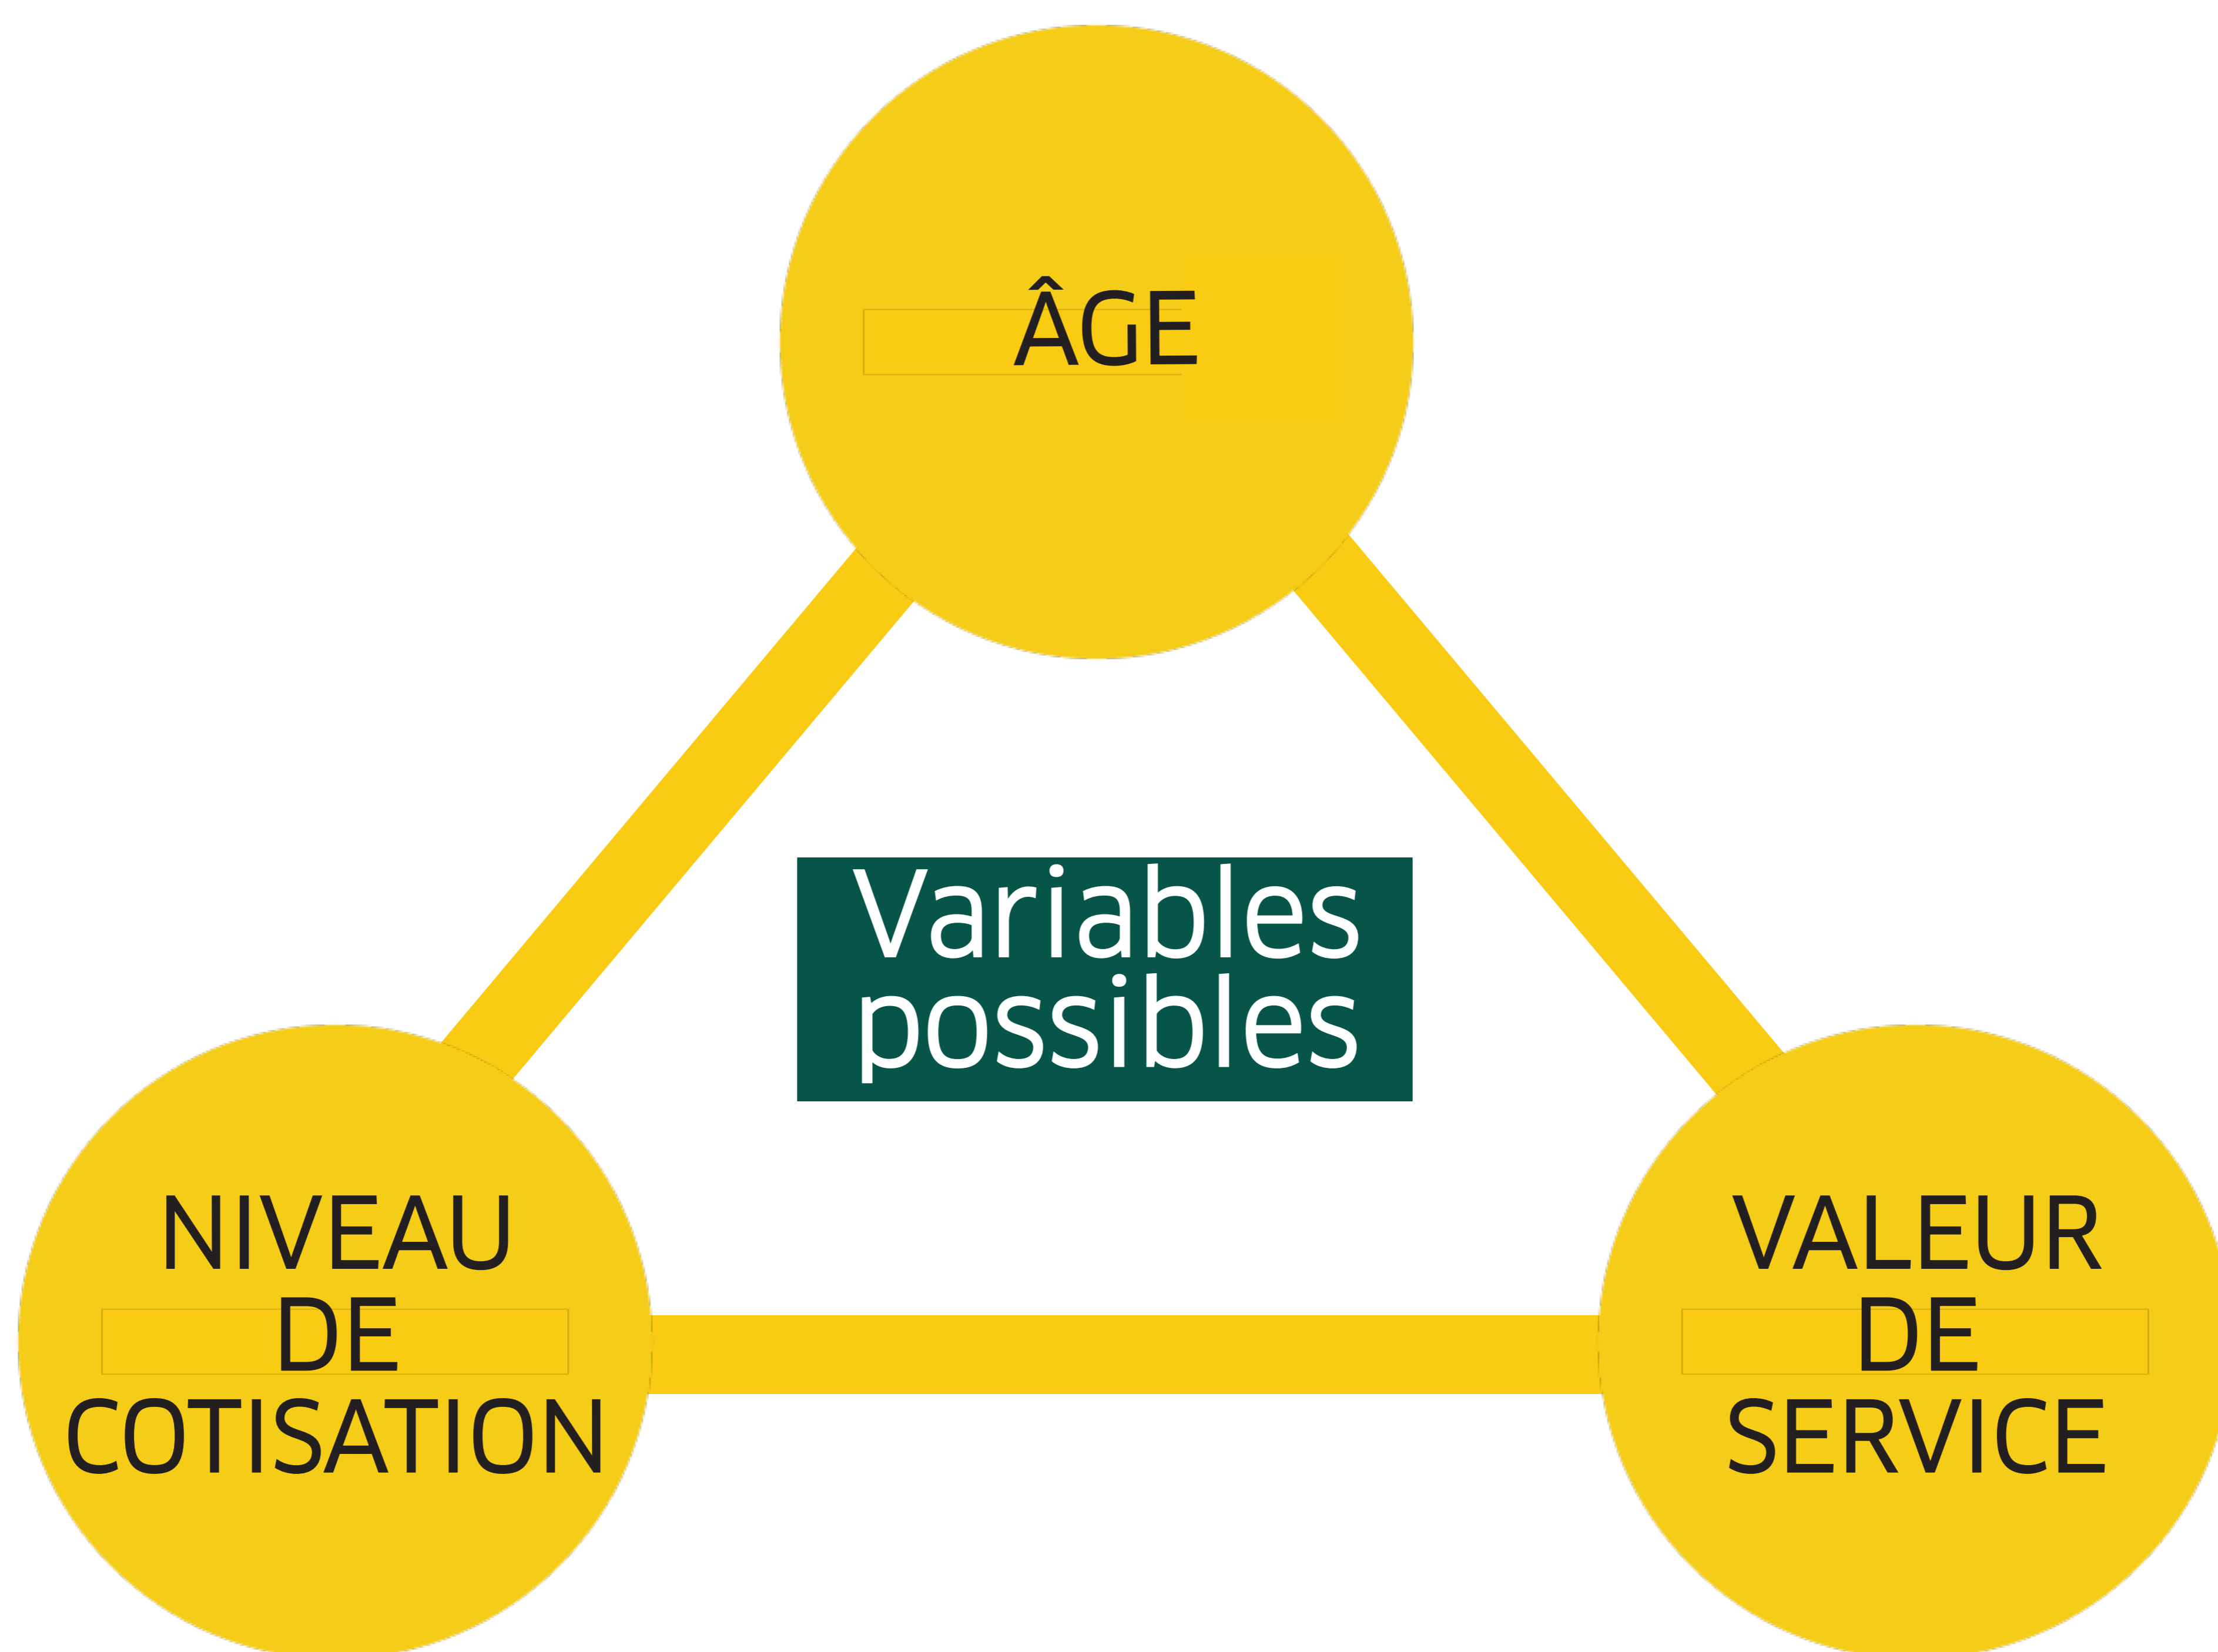 ÂGE
Variables
possibles
NIVEAU
DE
COTISATION
VALEUR
DE
SERVICE